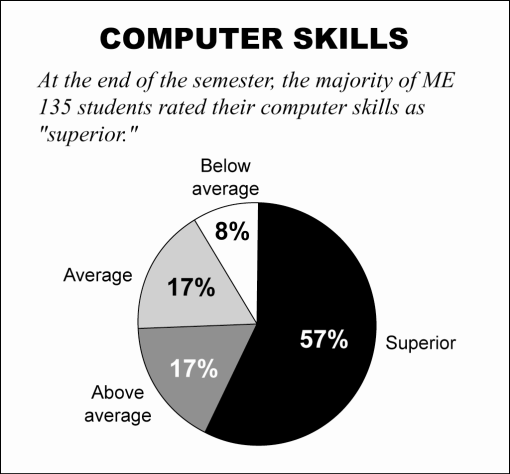 COMPUTER SKILLS
At the end of the semester, the majority of ME
135 students rated their computer skills as
"superior."
Below
average
8%
Average
17%
57%
Superior
17%
Above
average